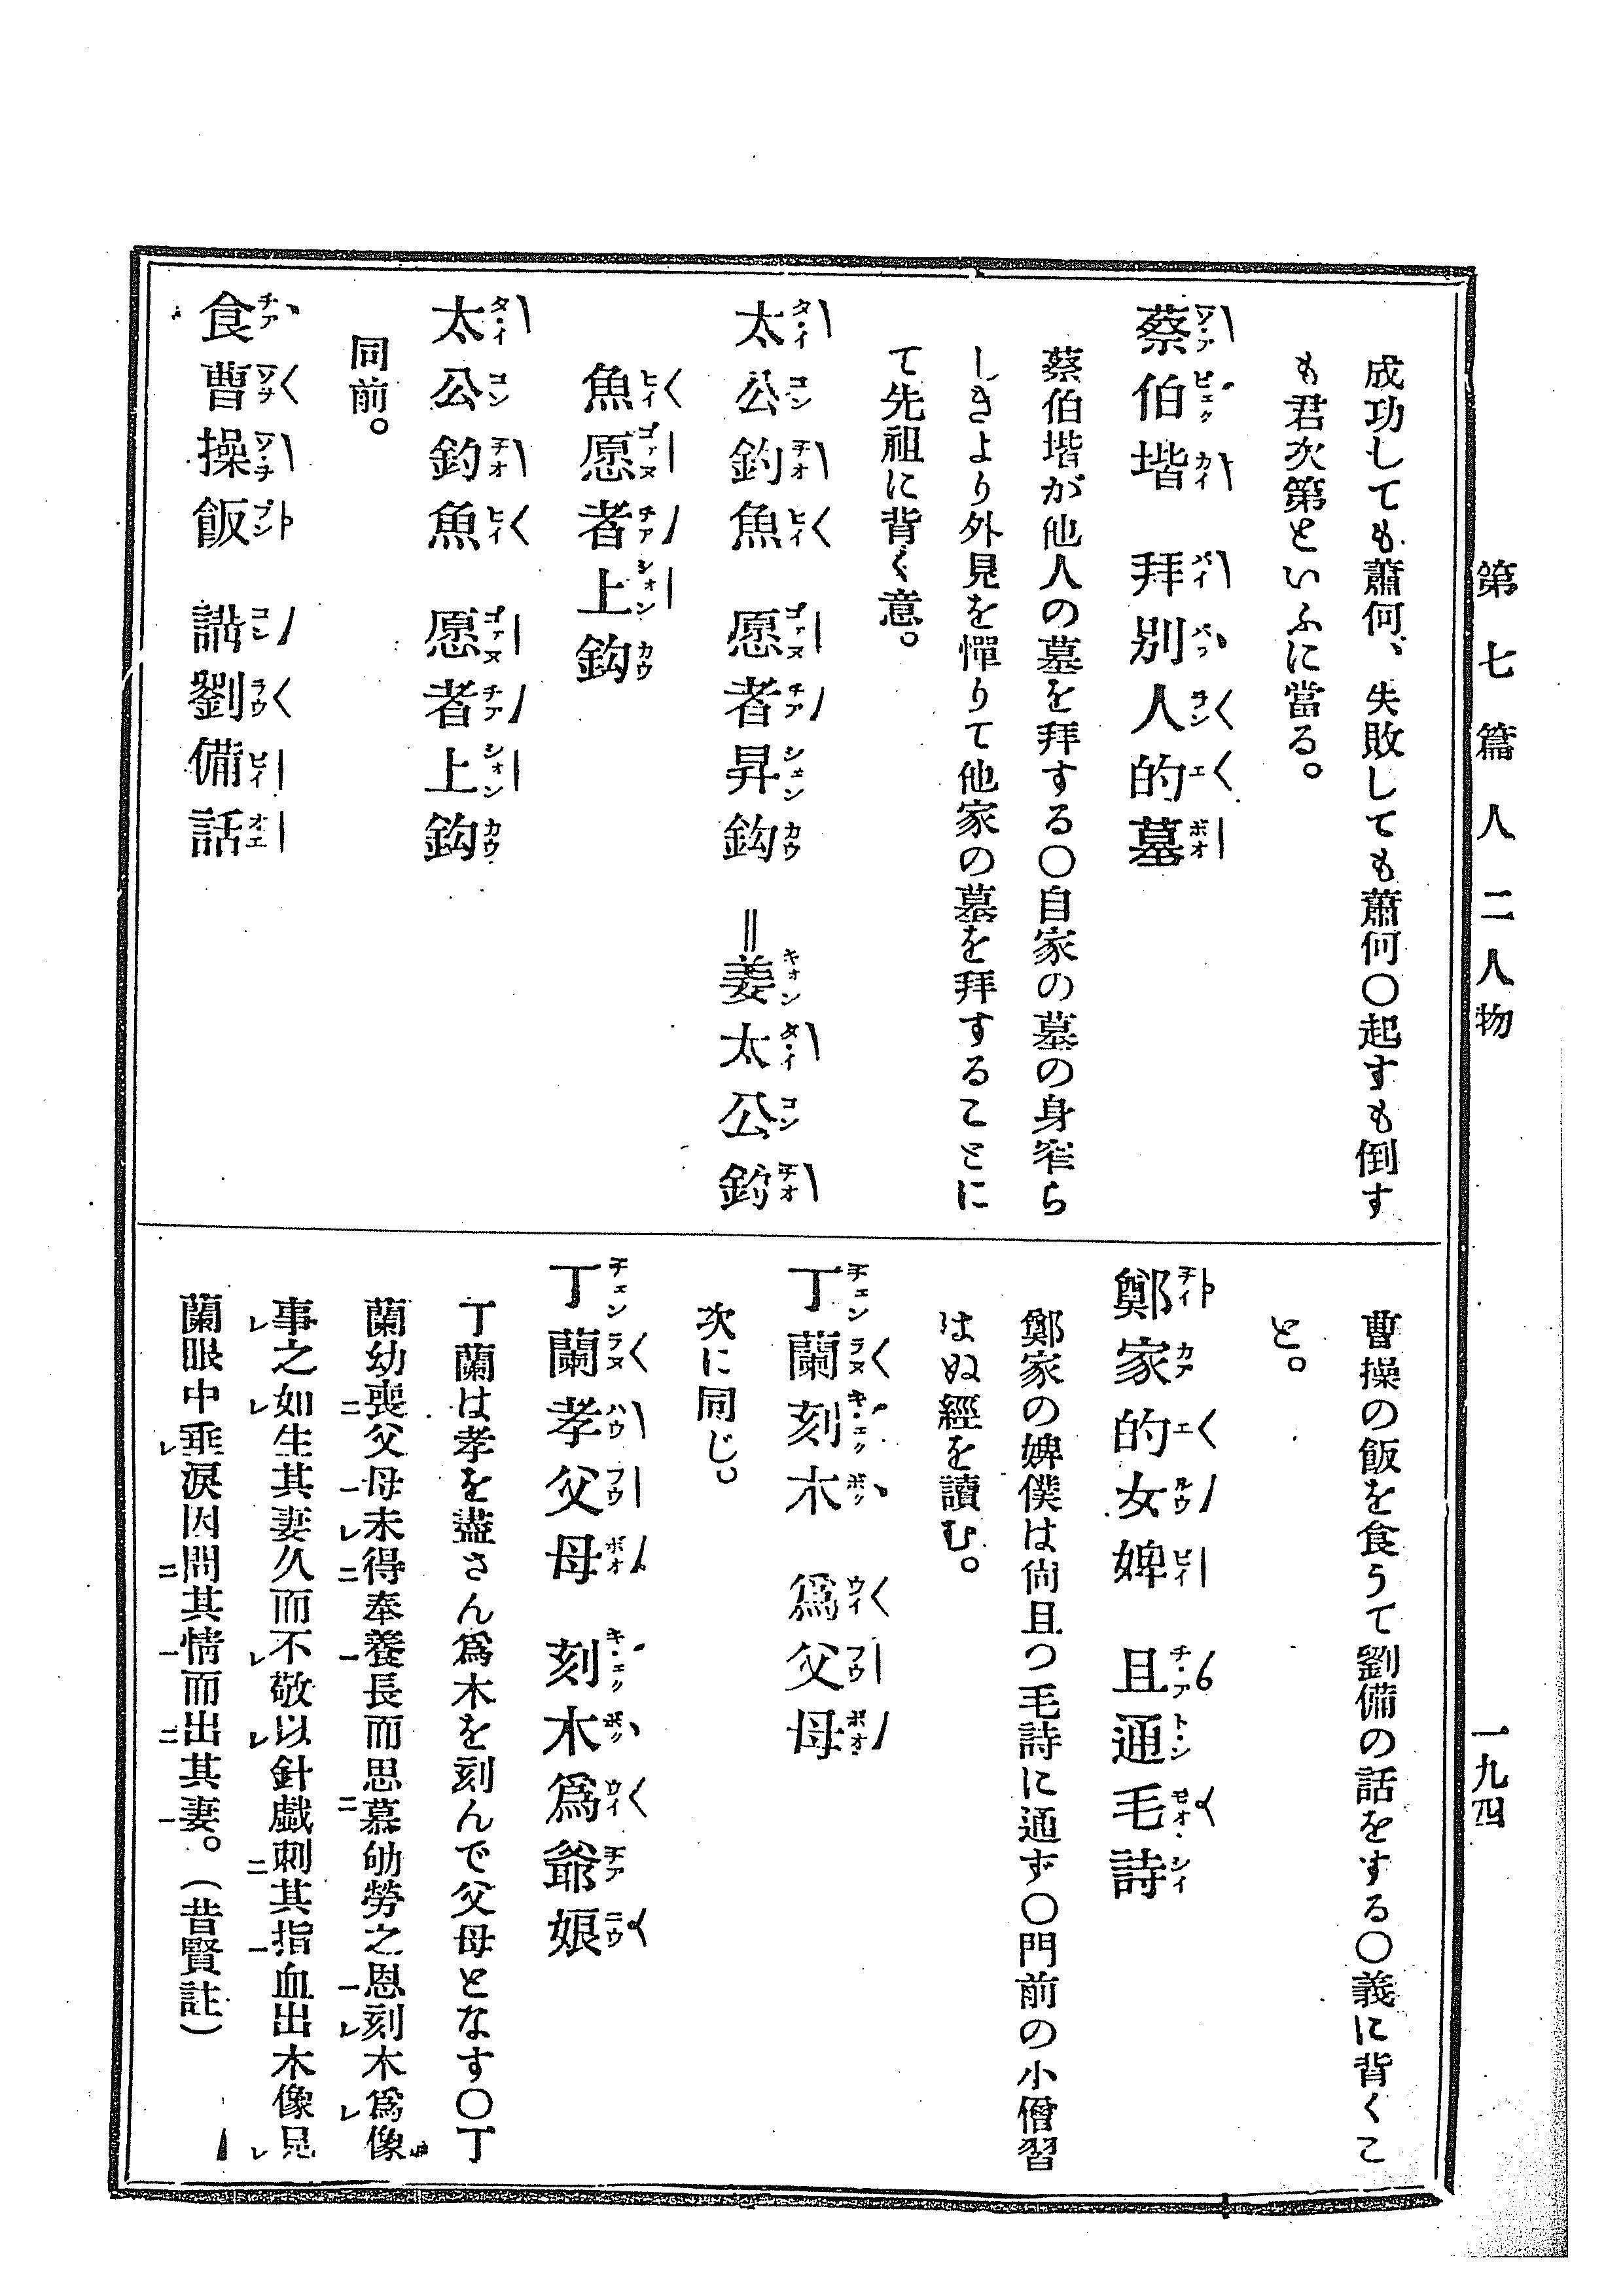 第七篇 人 二人物
一九四
成功しても蕭何、失敗しても蕭何〇起すも倒す
も君次第といふに當る。
蔡伯堦 拜別人的墓
蔡伯堦が他人の墓を拜する〇自家の墓の身窄ら
しきより外見を憚りて他家の墓を拜することに
て先祖に背く意。
太公釣魚 愿者昇鈎 =姜太公釣
魚愿者上鈎
太公釣魚 愿者上鈎
同前。
食曹操飯 講劉備話
曹操の飯を食うて劉備の話をする〇義に背くこ
と。
鄭家的女婢 且通毛詩
鄭家の婢僕は尙且つ毛詩に通ず〇門前の小僧習
はぬ經を讀む。
丁蘭刻木 爲父母
次に同じ。
丁蘭孝父母 刻木爲爺娘
丁蘭は孝を盡さん爲木を刻んで父母となす〇丁
蘭幼喪父母未得奉養長而思慕劬勞之恩刻木爲像
事之如生其妻久而不敬以針戲刺其指血出木像見
蘭眼中垂淚因問其情而出其妻。(昔賢註)